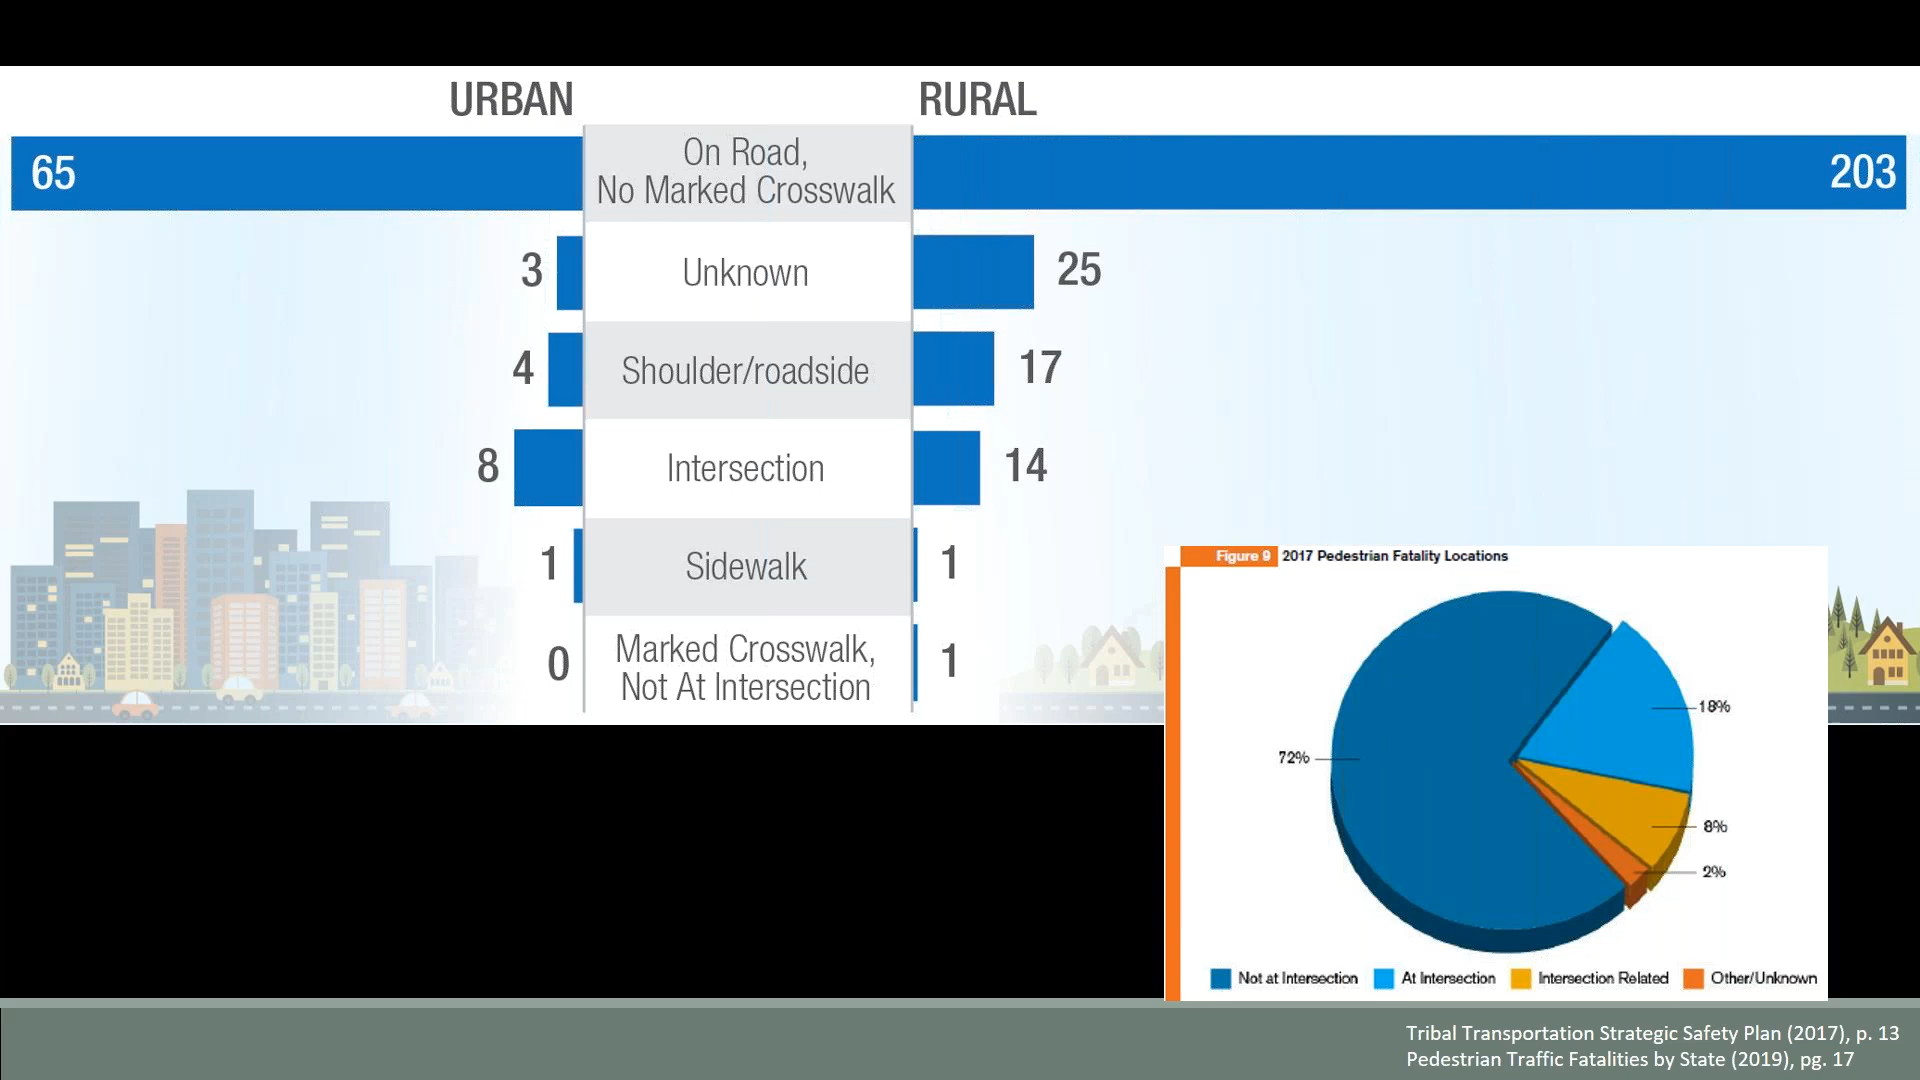 URBAN
RURAL
65
On Road,
No Marked Crosswalk
203
3
Unknown
25
4
Shoulder/roadside
17
8
Intersection
14
1
Sidewalk
1
0
Marked Crosswalk,
Not At Intersection
1
Figure 9 2017 Pedestrian Fatality Locations
18%
72%
8%
2%
Not at Intersection At Intersection Intersection Related Other/Unknown
Tribal Transportation Strategic Safety Plan (2017), p. 13
Pedestrian Traffic Fatalities by State (2019), pg. 17